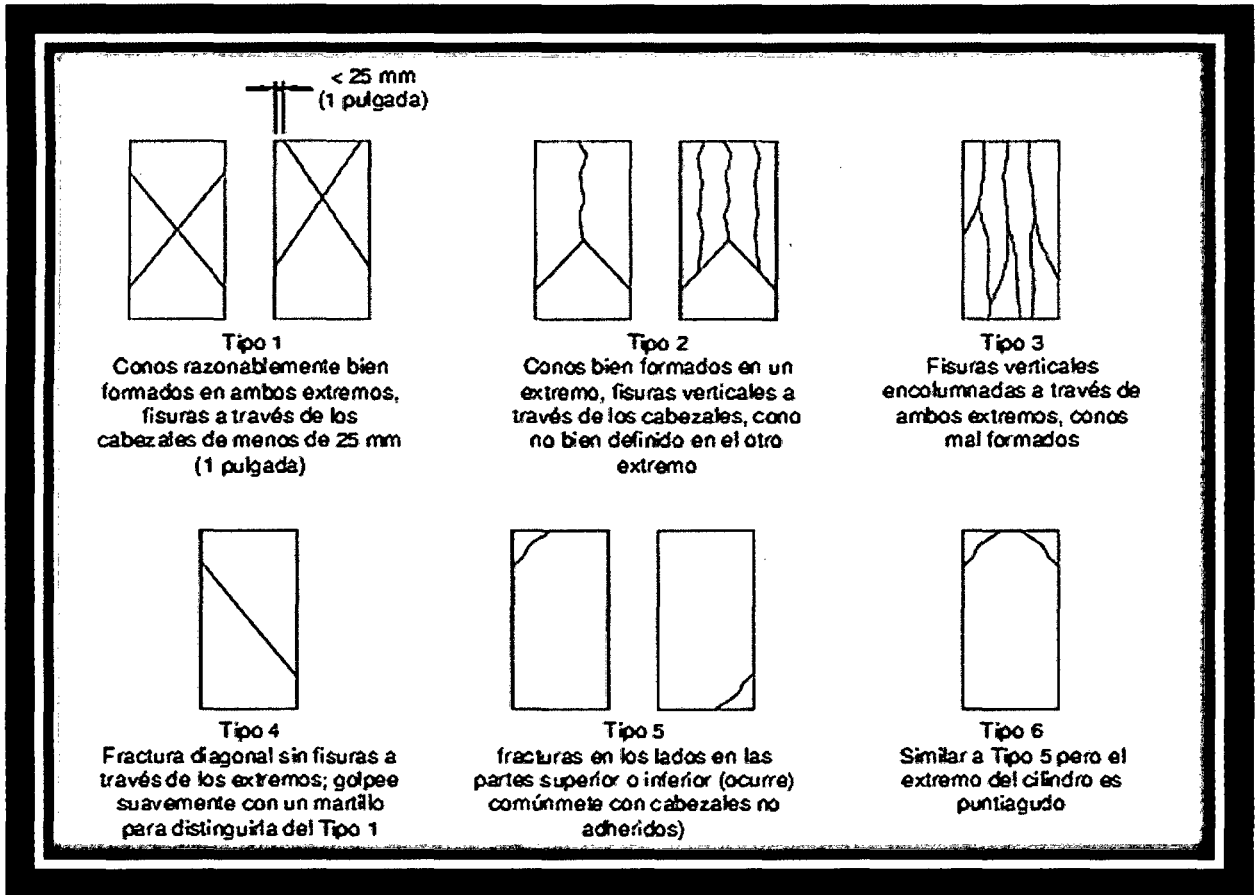 < 25 mm
(1 pulgada)
Tipo 1
Conos razonablemente bien
formados en ambos extremos,
fisuras a través de los
cabezales de menos de 25 mm
(1 pulgada)
Tipo 2
Conos bien formados en un
extremo, fisuras verticales a
través de los cabezales, cono
no bien definido en el otro
extremo
Tipo 3
Fisuras verticales
encolumnadas a través de
ambos extremos, conos
mal formados
Tipo 4
Fractura diagonal sin fisuras a
través de los extremos; golpee
suavemente con un martillo
para distinguirla del Tipo 1
Tipo 5
fracturas en los lados en las
partes superior o inferior (ocurre)
comúnmete con cabezales no
adheridos)
Tipo 6
Similar a Tipo 5 pero el
extremo del cilindro es
puntiagudo